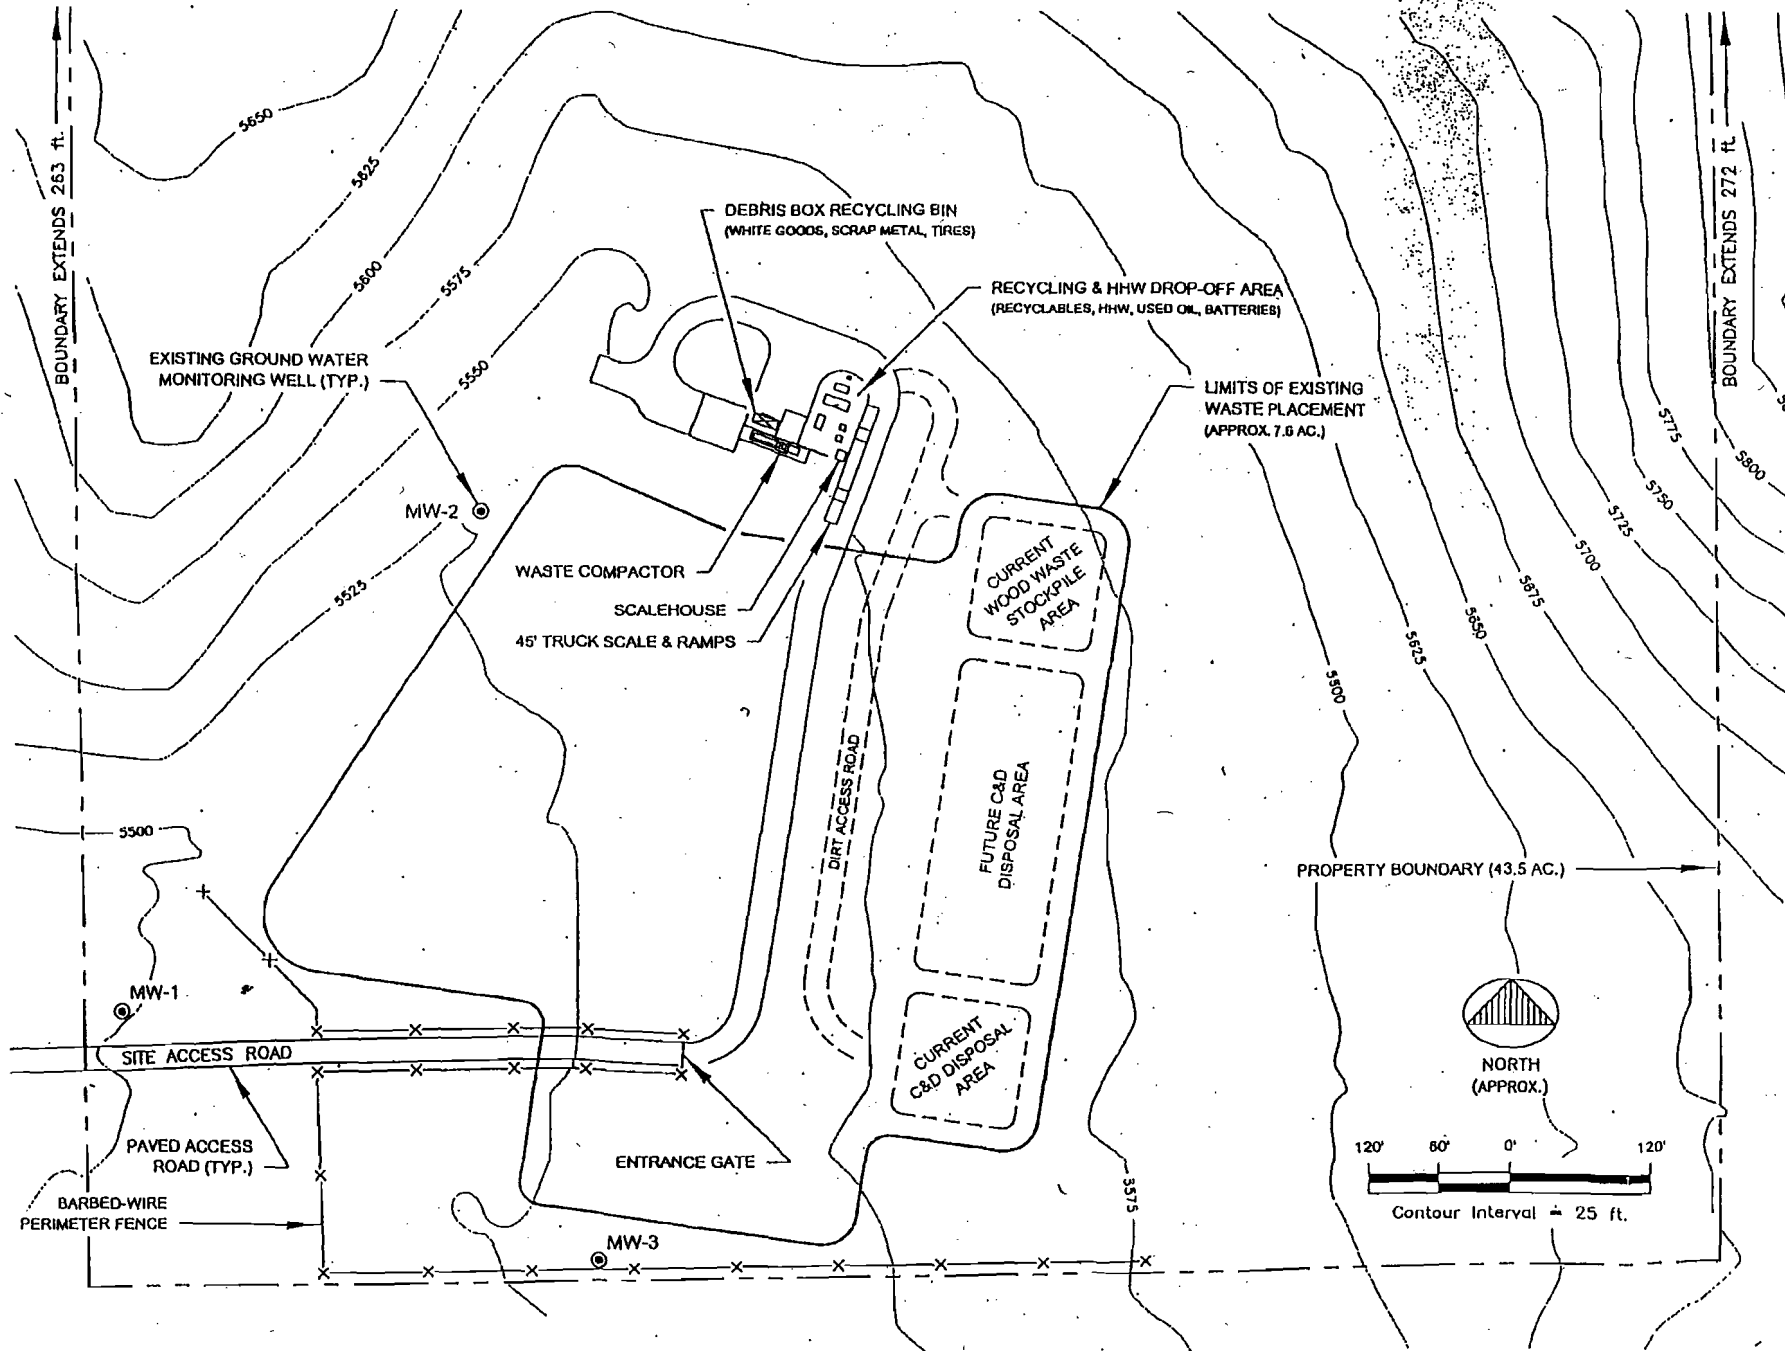 5650
5625
5600
5575
5550
5525
5500
BOUNDARY EXTENDS 263 ft.
BOUNDARY EXTENDS 272 ft.
DEBRIS BOX RECYCLING BIN
(WHITE GOODS, SCRAP METAL, TIRES)
RECYCLING & HHW DROP-OFF AREA
(RECYCLABLES, HHW, USED OIL, BATTERIES)
EXISTING GROUND WATER
MONITORING WELL (TYP.)
LIMITS OF EXISTING
WASTE PLACEMENT
(APPROX. 7.6 AC.)
MW-2
WASTE COMPACTOR
SCALEHOUSE
45' TRUCK SCALE & RAMPS
CURRENT
WOOD WASTE
STOCKPILE
AREA
5800
5775
5750
5725
5700
5675
5650
5625
5500
DIRT ACCESS ROAD
FUTURE C&D
DISPOSAL AREA
PROPERTY BOUNDARY (43.5 AC.)
MW-1
SITE ACCESS ROAD
CURRENT
C&D DISPOSAL
AREA
NORTH
(APPROX.)
PAVED ACCESS
ROAD (TYP.)
ENTRANCE GATE
BARBED-WIRE
PERIMETER FENCE
MW-3
3575
120' 60' 0' 120'
Contour Interval = 25 ft.